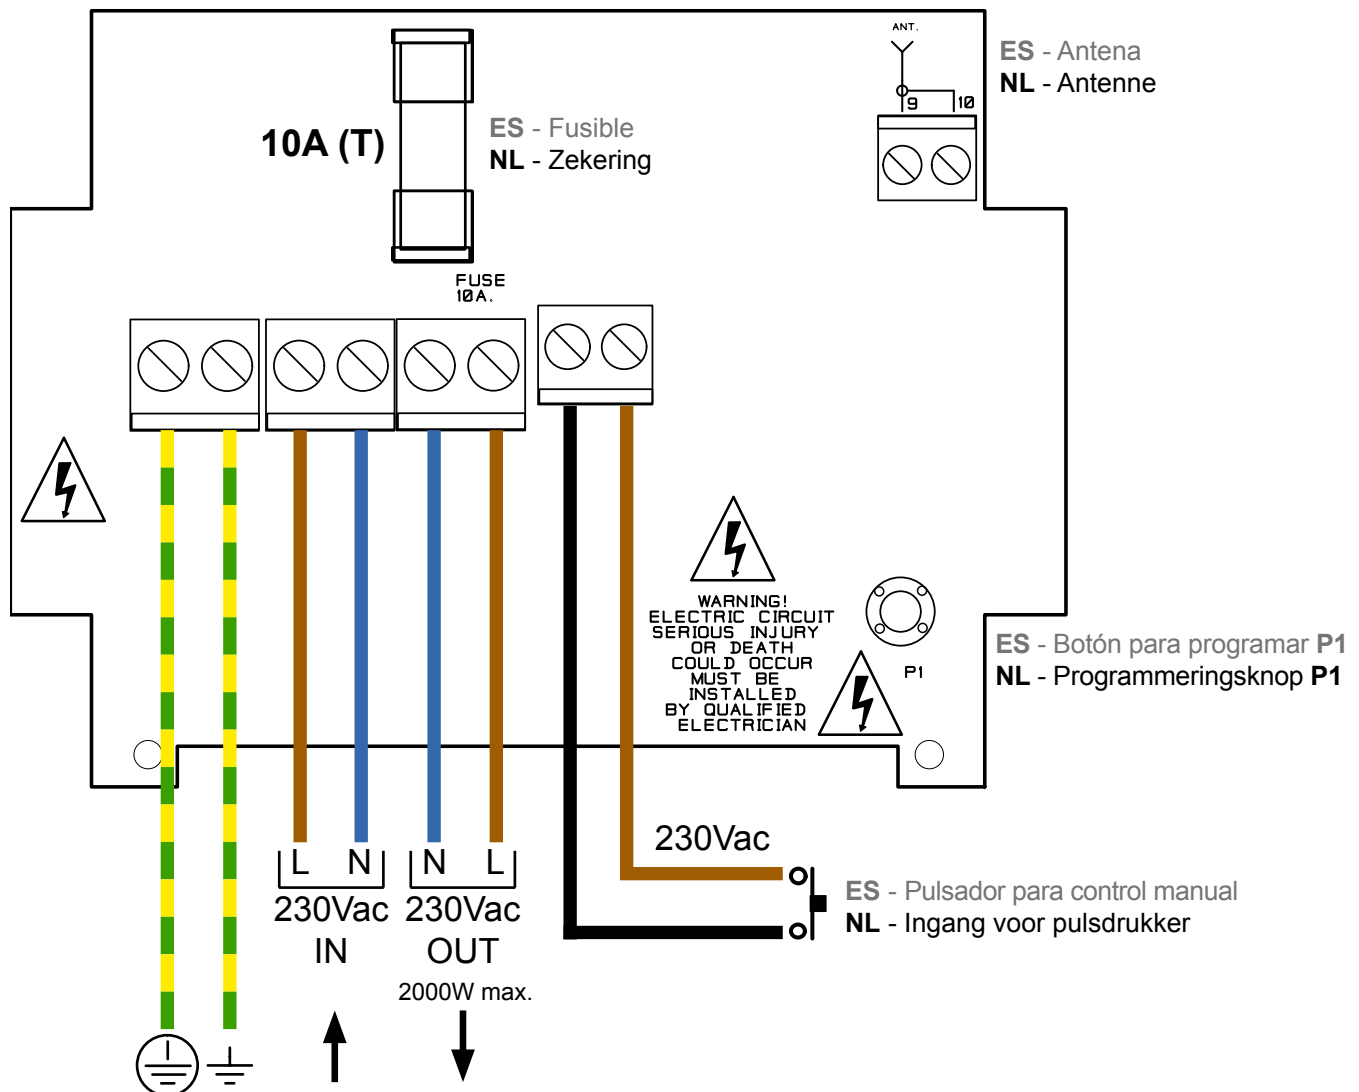 ANT.
9 10
ES - Antena
NL - Antenne
10A (T)
ES - Fusible
NL - Zekering
FUSE
10A.
WARNING!
ELECTRIC CIRCUIT
SERIOUS INJURY
OR DEATH
COULD OCCUR
MUST BE
INSTALLED
BY QUALIFIED
ELECTRICIAN
P1
ES - Botón para programar P1
NL - Programmeringsknop P1
L N
230Vac
IN
N L
230Vac
OUT
2000W max.
230Vac
ES - Pulsador para control manual
NL - Ingang voor pulsdrukker